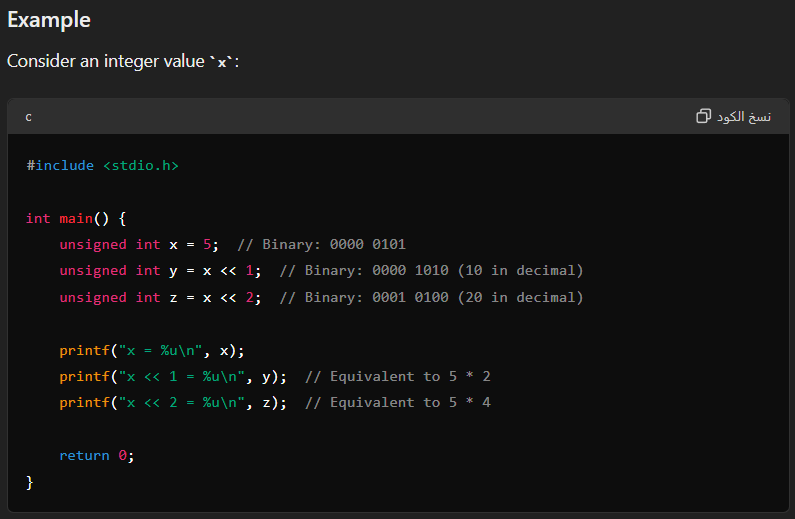 Example
Consider an integer value `x`:
c
نسخ الكود
#include <stdio.h>
int main() {
    unsigned int x = 5;  // Binary: 0000 0101
    unsigned int y = x << 1;  // Binary: 0000 1010 (10 in decimal)
    unsigned int z = x << 2;  // Binary: 0001 0100 (20 in decimal)
    printf("x = %u\n", x);
    printf("x << 1 = %u\n", y);  // Equivalent to 5 * 2
    printf("x << 2 = %u\n", z);  // Equivalent to 5 * 4
    return 0;
}